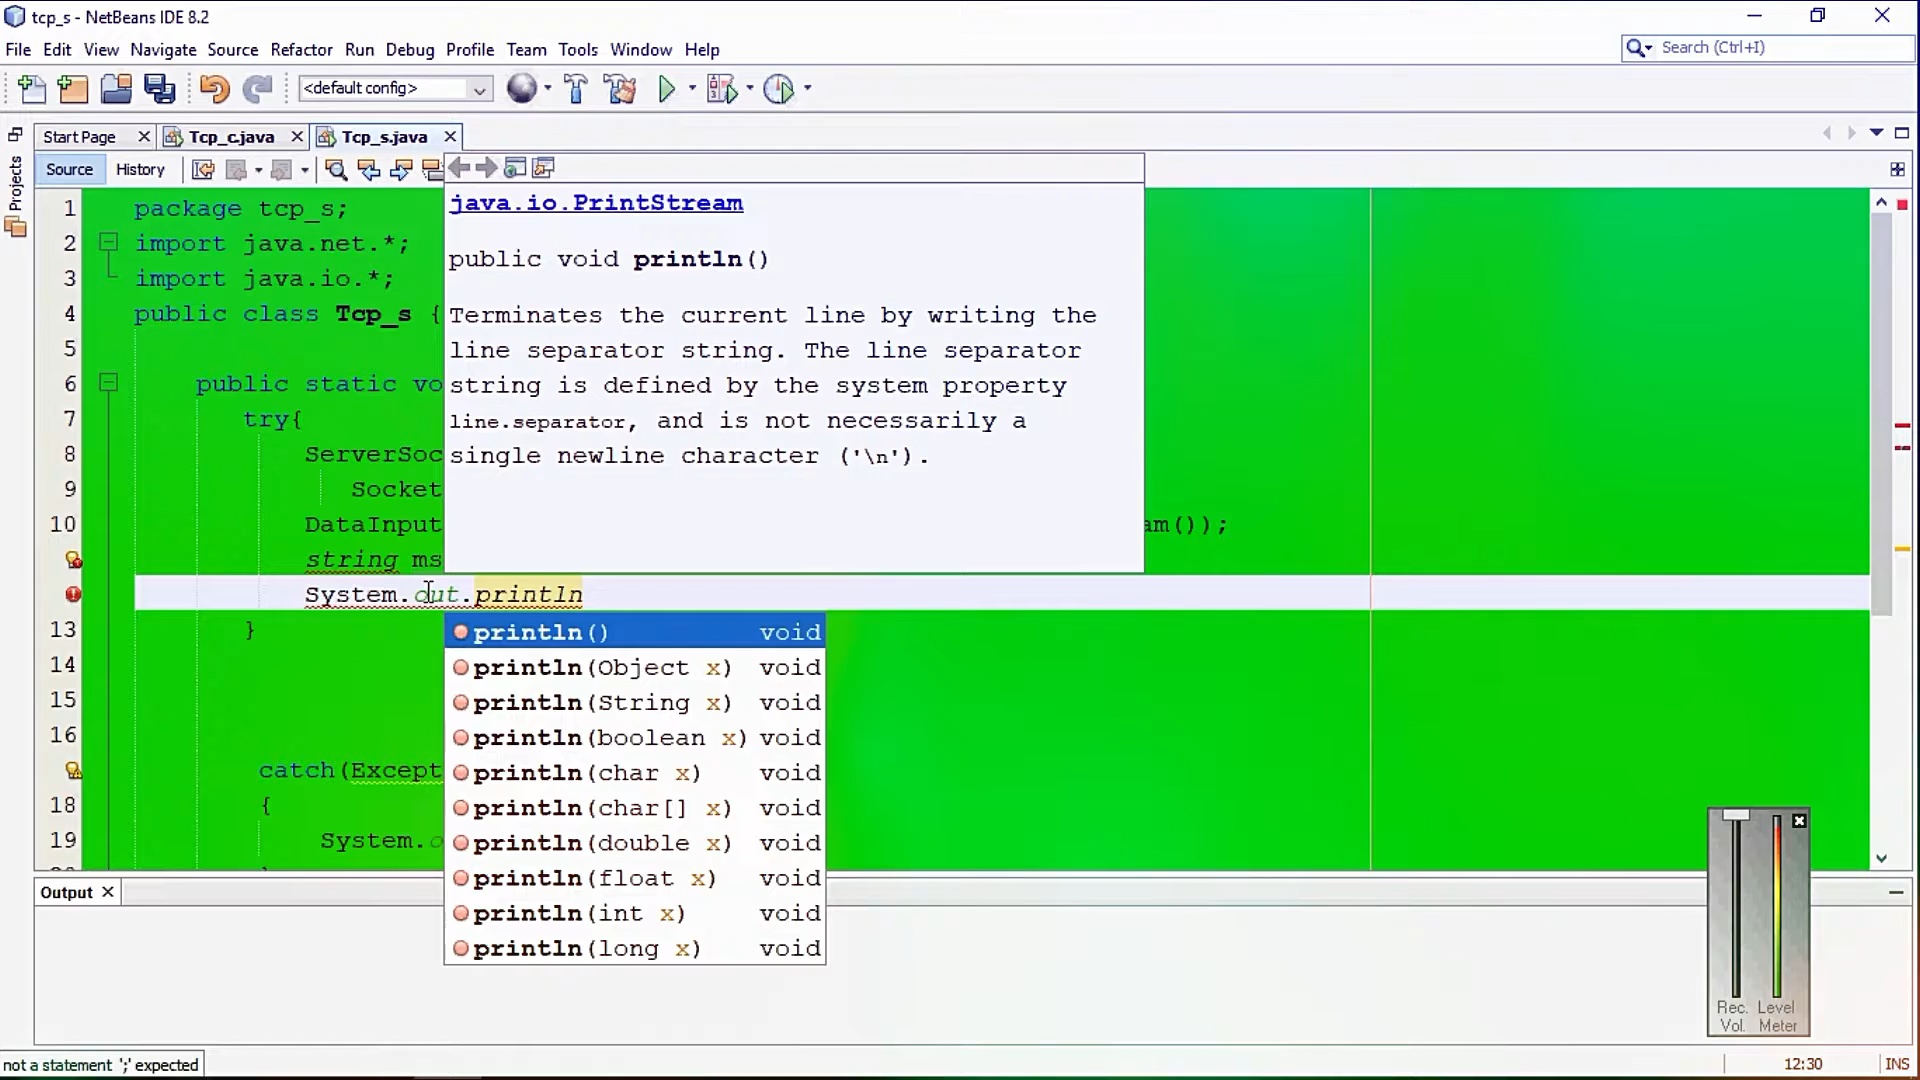 tcp_s - NetBeans IDE 8.2
File Edit View Navigate Source Refactor Run Debug Profile Team Tools Window Help
Search (Ctrl+I)
<default config>
Start Page Tcp_c.java Tcp_s.java
Source History
Projects
java.io.PrintStream
public void println()
Terminates the current line by writing the
line separator string. The line separator
string is defined by the system property
line.separator, and is not necessarily a
single newline character ('\n').
1 package tcp_s;
2 import java.net.*;
3 import java.io.*;
4 public class Tcp_s {
5
6 public static vo
7 try{
8 ServerSoc
9 Socket
10 DataInput am());
string ms
System.out.println
13 }
14
15
16
catch(Except
18 {
19 System.o
println() void
println(Object x) void
println(String x) void
println(boolean x) void
println(char x) void
println(char[] x) void
println(double x) void
println(float x) void
println(int x) void
println(long x) void
Output
Rec. Vol.
Level Meter
not a statement ';' expected
12:30 INS